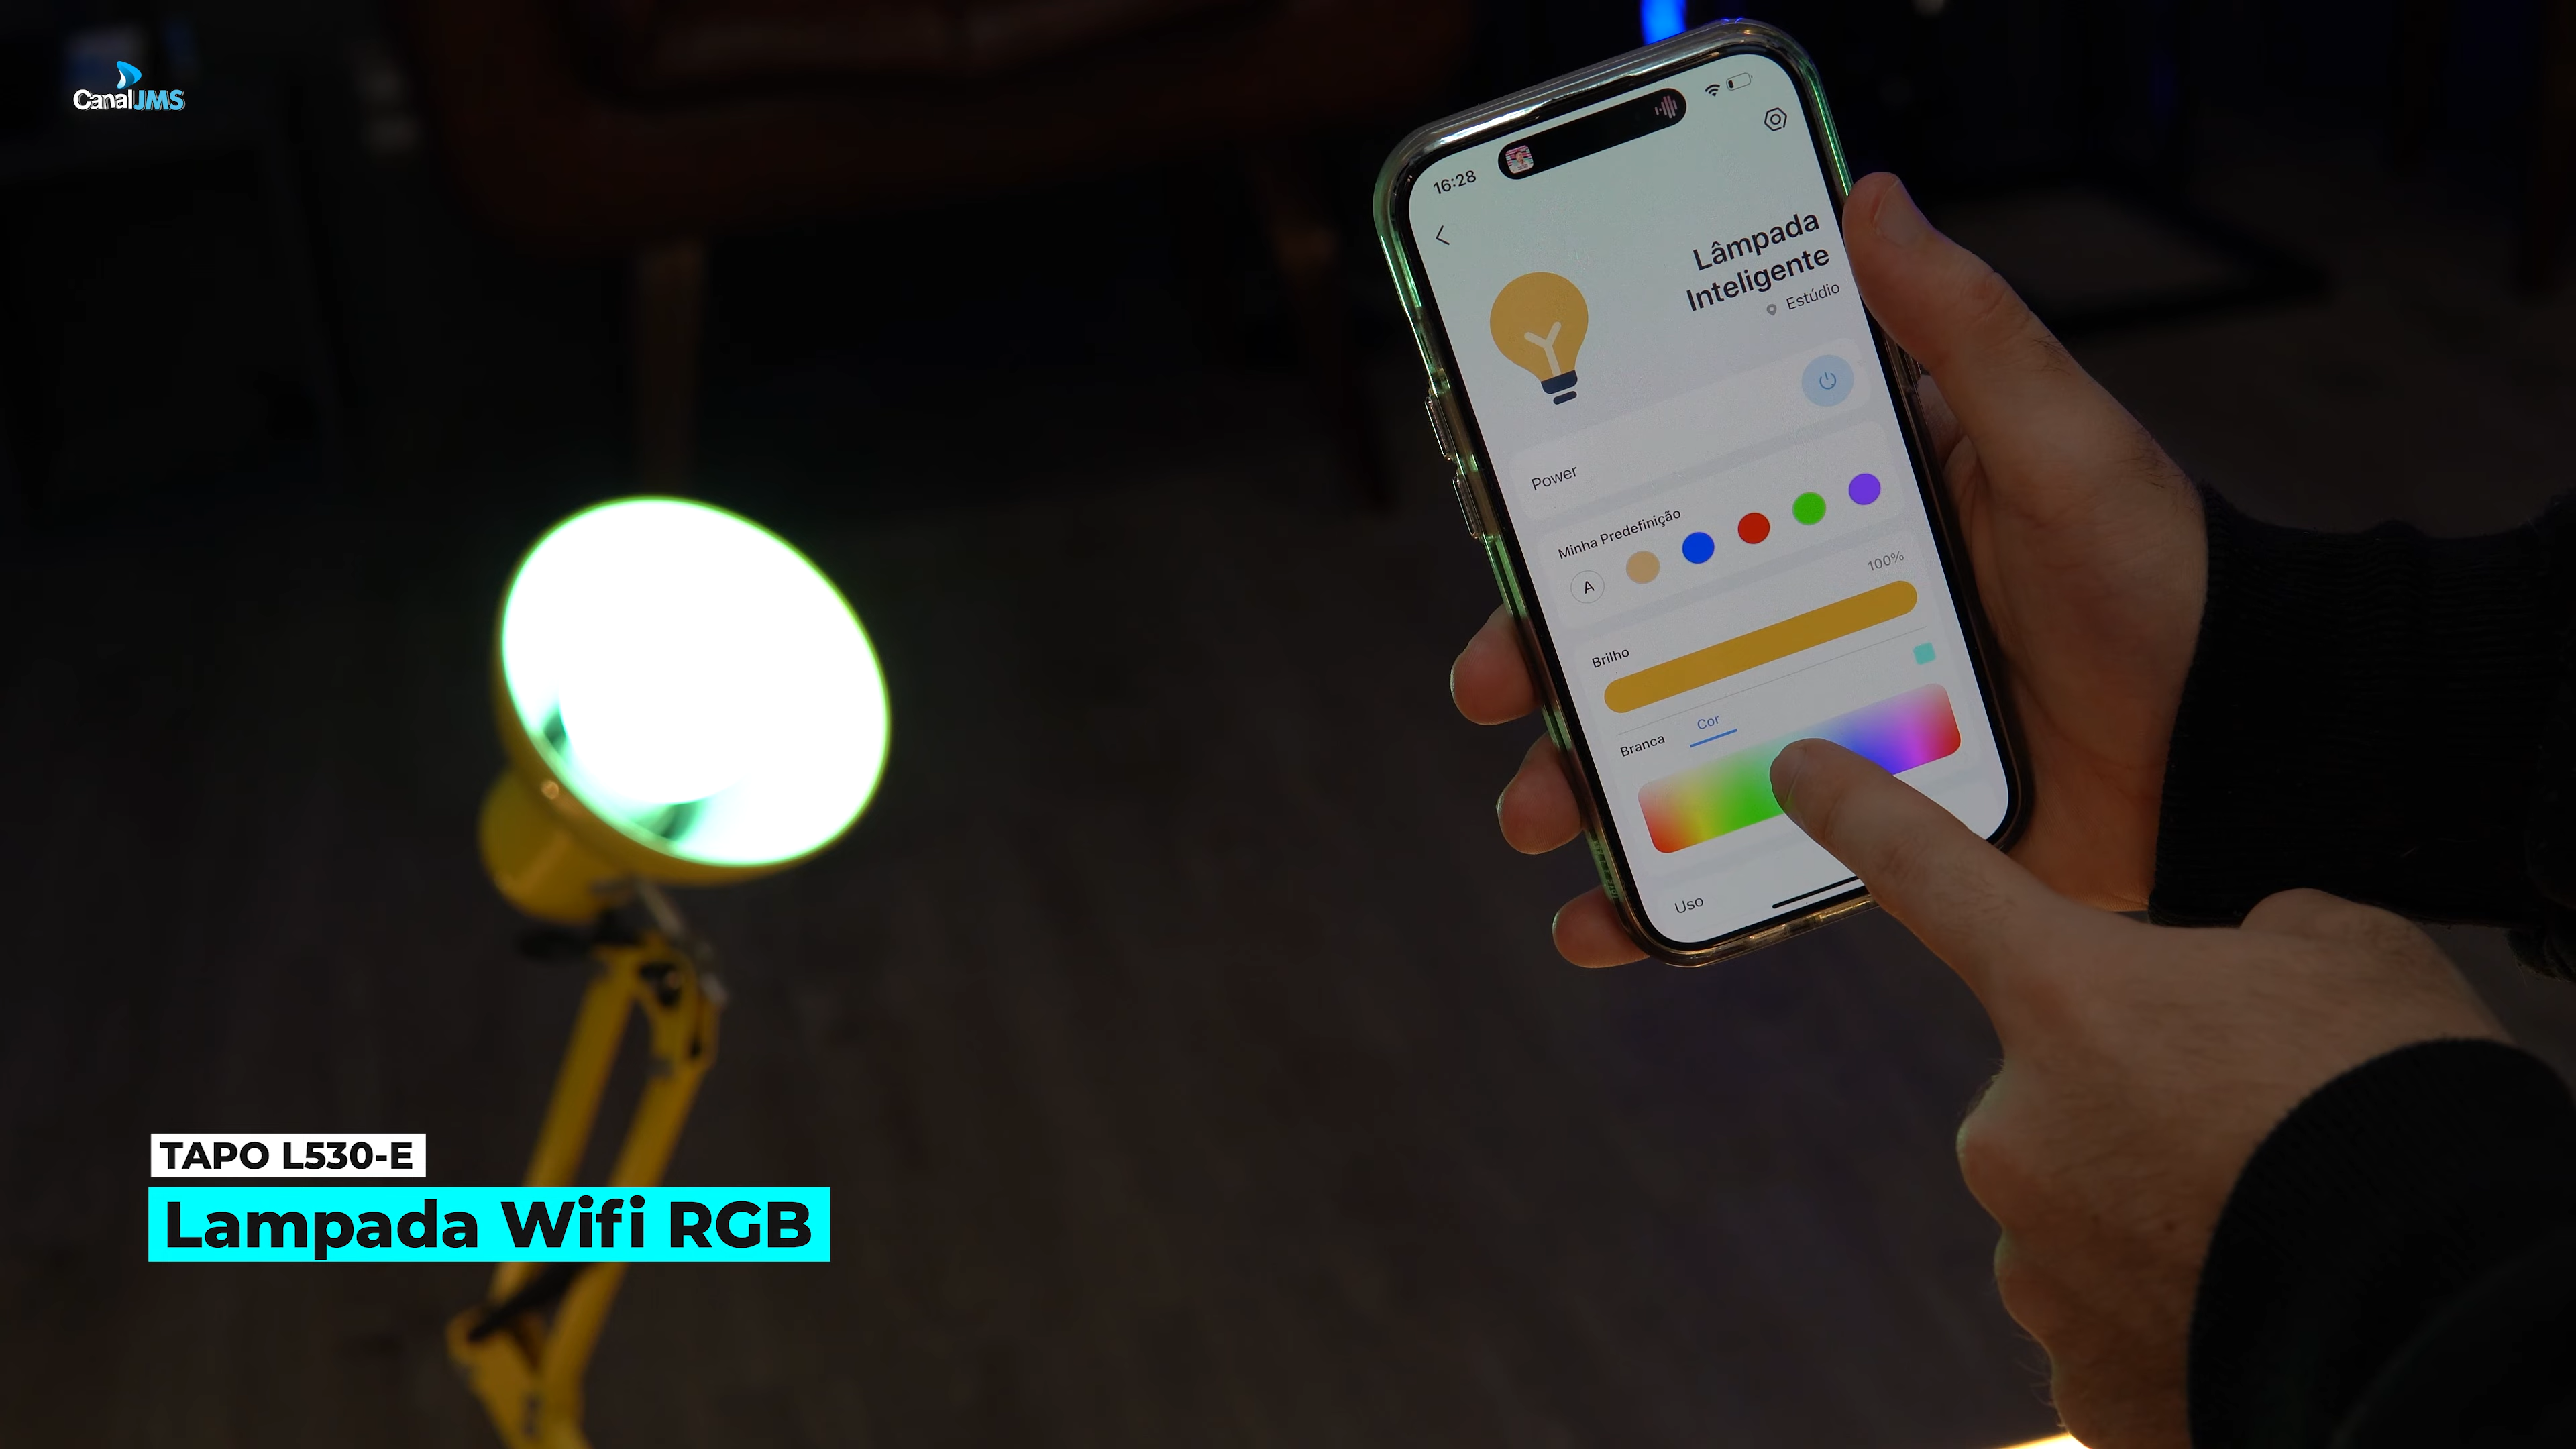 CanalJMS
16:28
Lâmpada
Inteligente
Estúdio
Power
Minha Predefinição
A
100%
Brilho
Branca Cor
Uso
TAPO L530-E
Lampada Wifi RGB